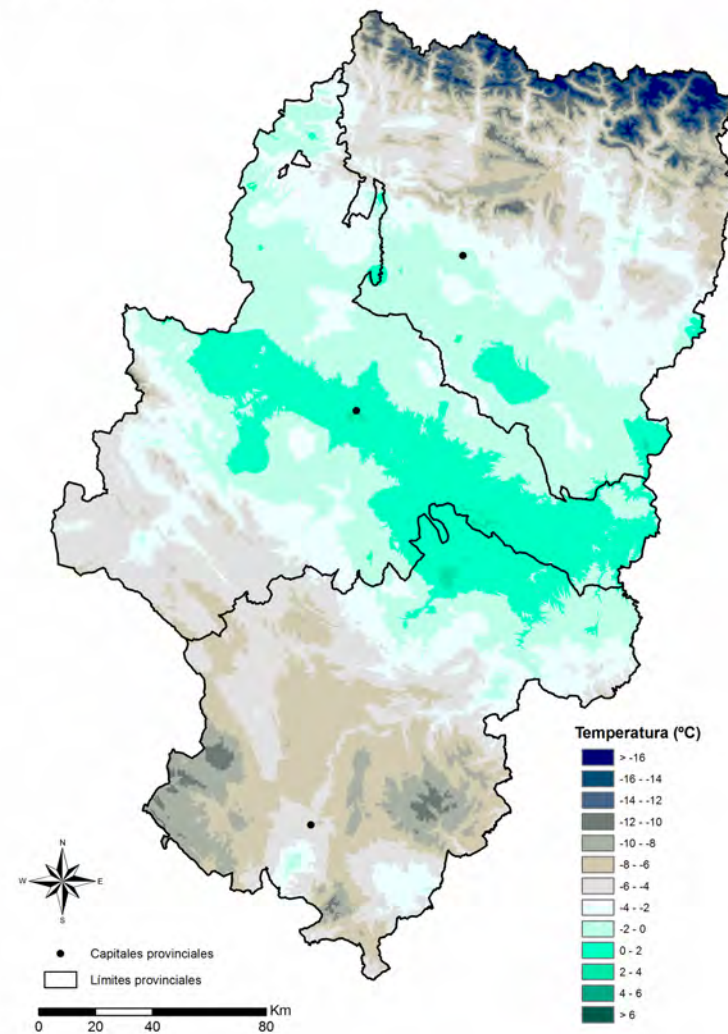 Temperatura (ºC)
> -16
-16 - -14
-14 - -12
-12 - -10
-10 - -8
-8 - -6
-6 - -4
-4 - -2
-2 - 0
0 - 2
2 - 4
4 - 6
> 6
N
W E
S
Capitales provinciales
Límites provinciales
Km
0 20 40 80